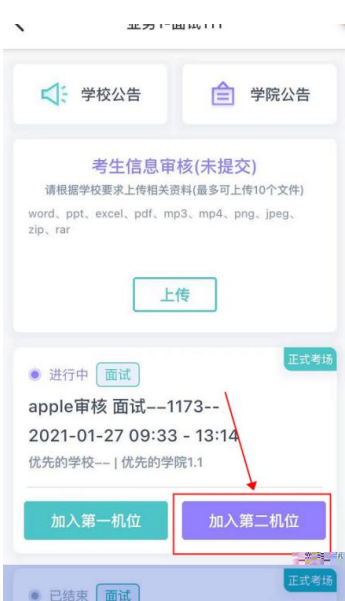 学校公告
学院公告
考生信息审核(未提交)
请根据学校要求上传相关资料(最多可上传10个文件)
word、ppt、excel、pdf、mp3、mp4、png、jpeg、
zip、rar
上传
正式考场
进行中 面试
apple审核 面试--1173--
2021-01-27 09:33 - 13:14
优先的学校-- | 优先的学院1.1
加入第一机位
加入第二机位
正式考场
已结束 面试